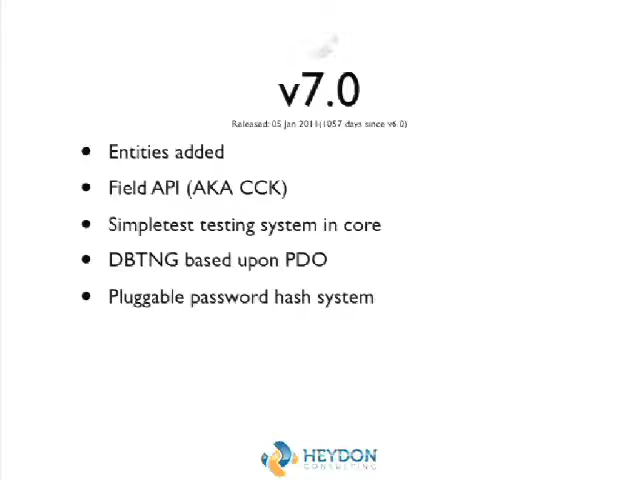 v7.0
Released: 05 Jan 2011(1057 days since v6.0)
• Entities added
• Field API (AKA CCK)
• Simpletest testing system in core
• DBTNG based upon PDO
• Pluggable password hash system
HEYDON
CONSULTING